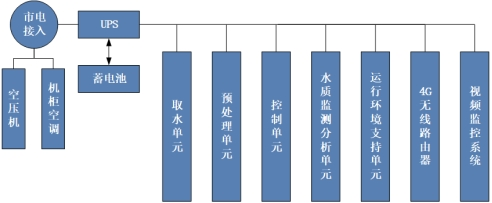 市电
接入
UPS
蓄电池
空压机
机柜空调
取水单元
预处理单元
控制单元
水质监测分析单元
运行环境支持单元
4G无线路由器
视频监控系统